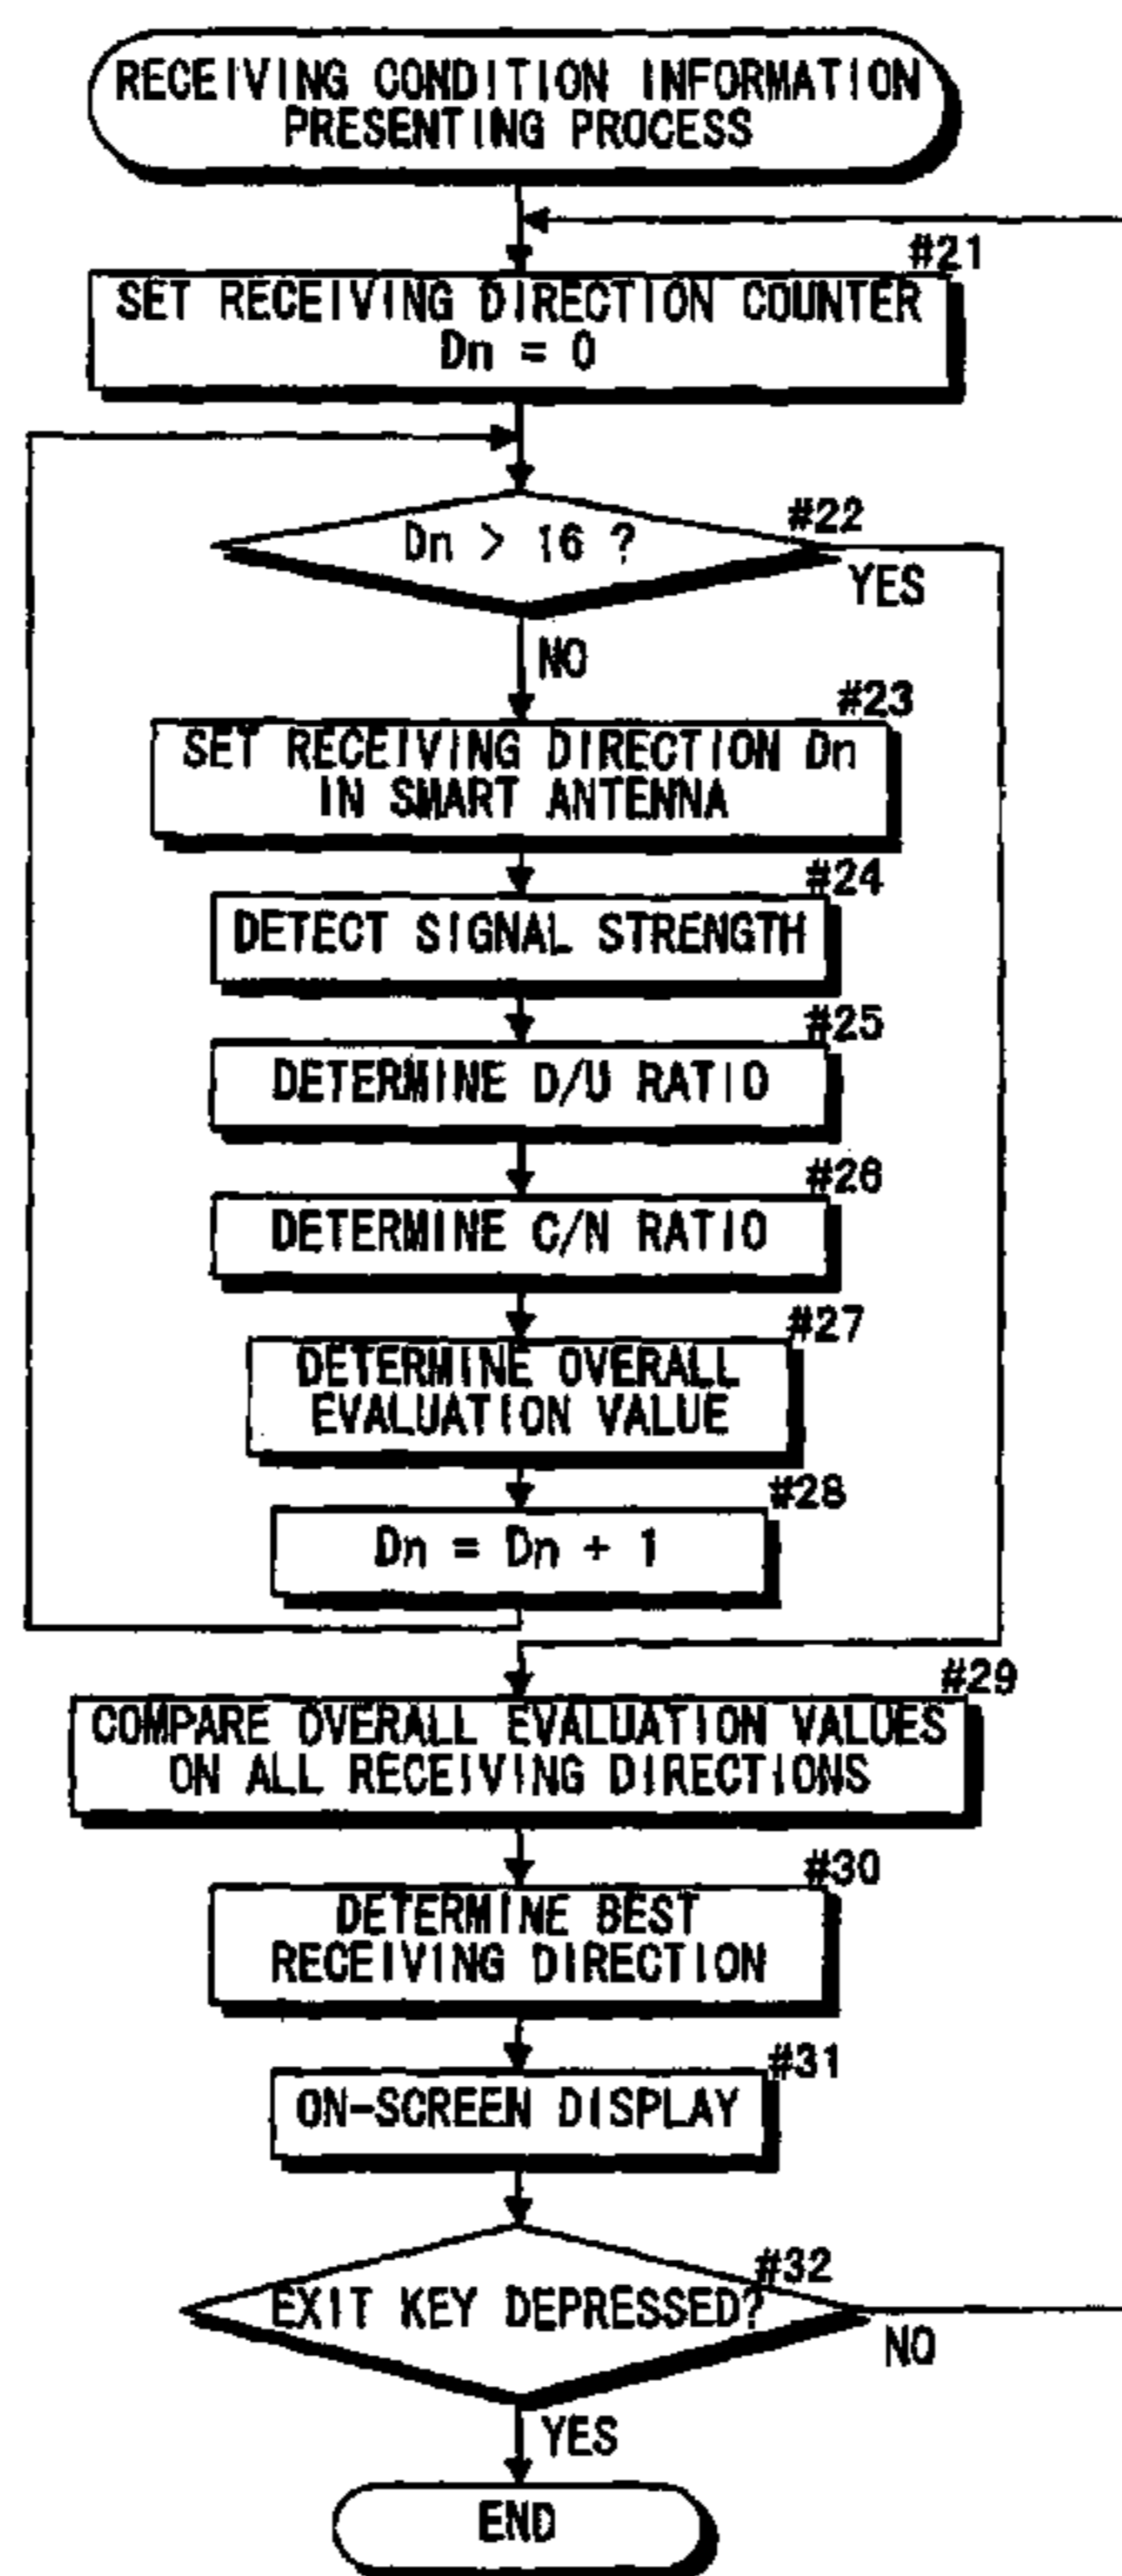 RECEIVING CONDITION INFORMATION
PRESENTING PROCESS
#21
SET RECEIVING DIRECTION COUNTER
Dn = 0
#22
Dn > 16 ?
YES
NO
#23
SET RECEIVING DIRECTION Dn
IN SMART ANTENNA
#24
DETECT SIGNAL STRENGTH
#25
DETERMINE D/U RATIO
#26
DETERMINE C/N RATIO
#27
DETERMINE OVERALL
EVALUATION VALUE
#28
Dn = Dn + 1
#29
COMPARE OVERALL EVALUATION VALUES
ON ALL RECEIVING DIRECTIONS
#30
DETERMINE BEST
RECEIVING DIRECTION
#31
ON-SCREEN DISPLAY
#32
EXIT KEY DEPRESSED?
NO
YES
END